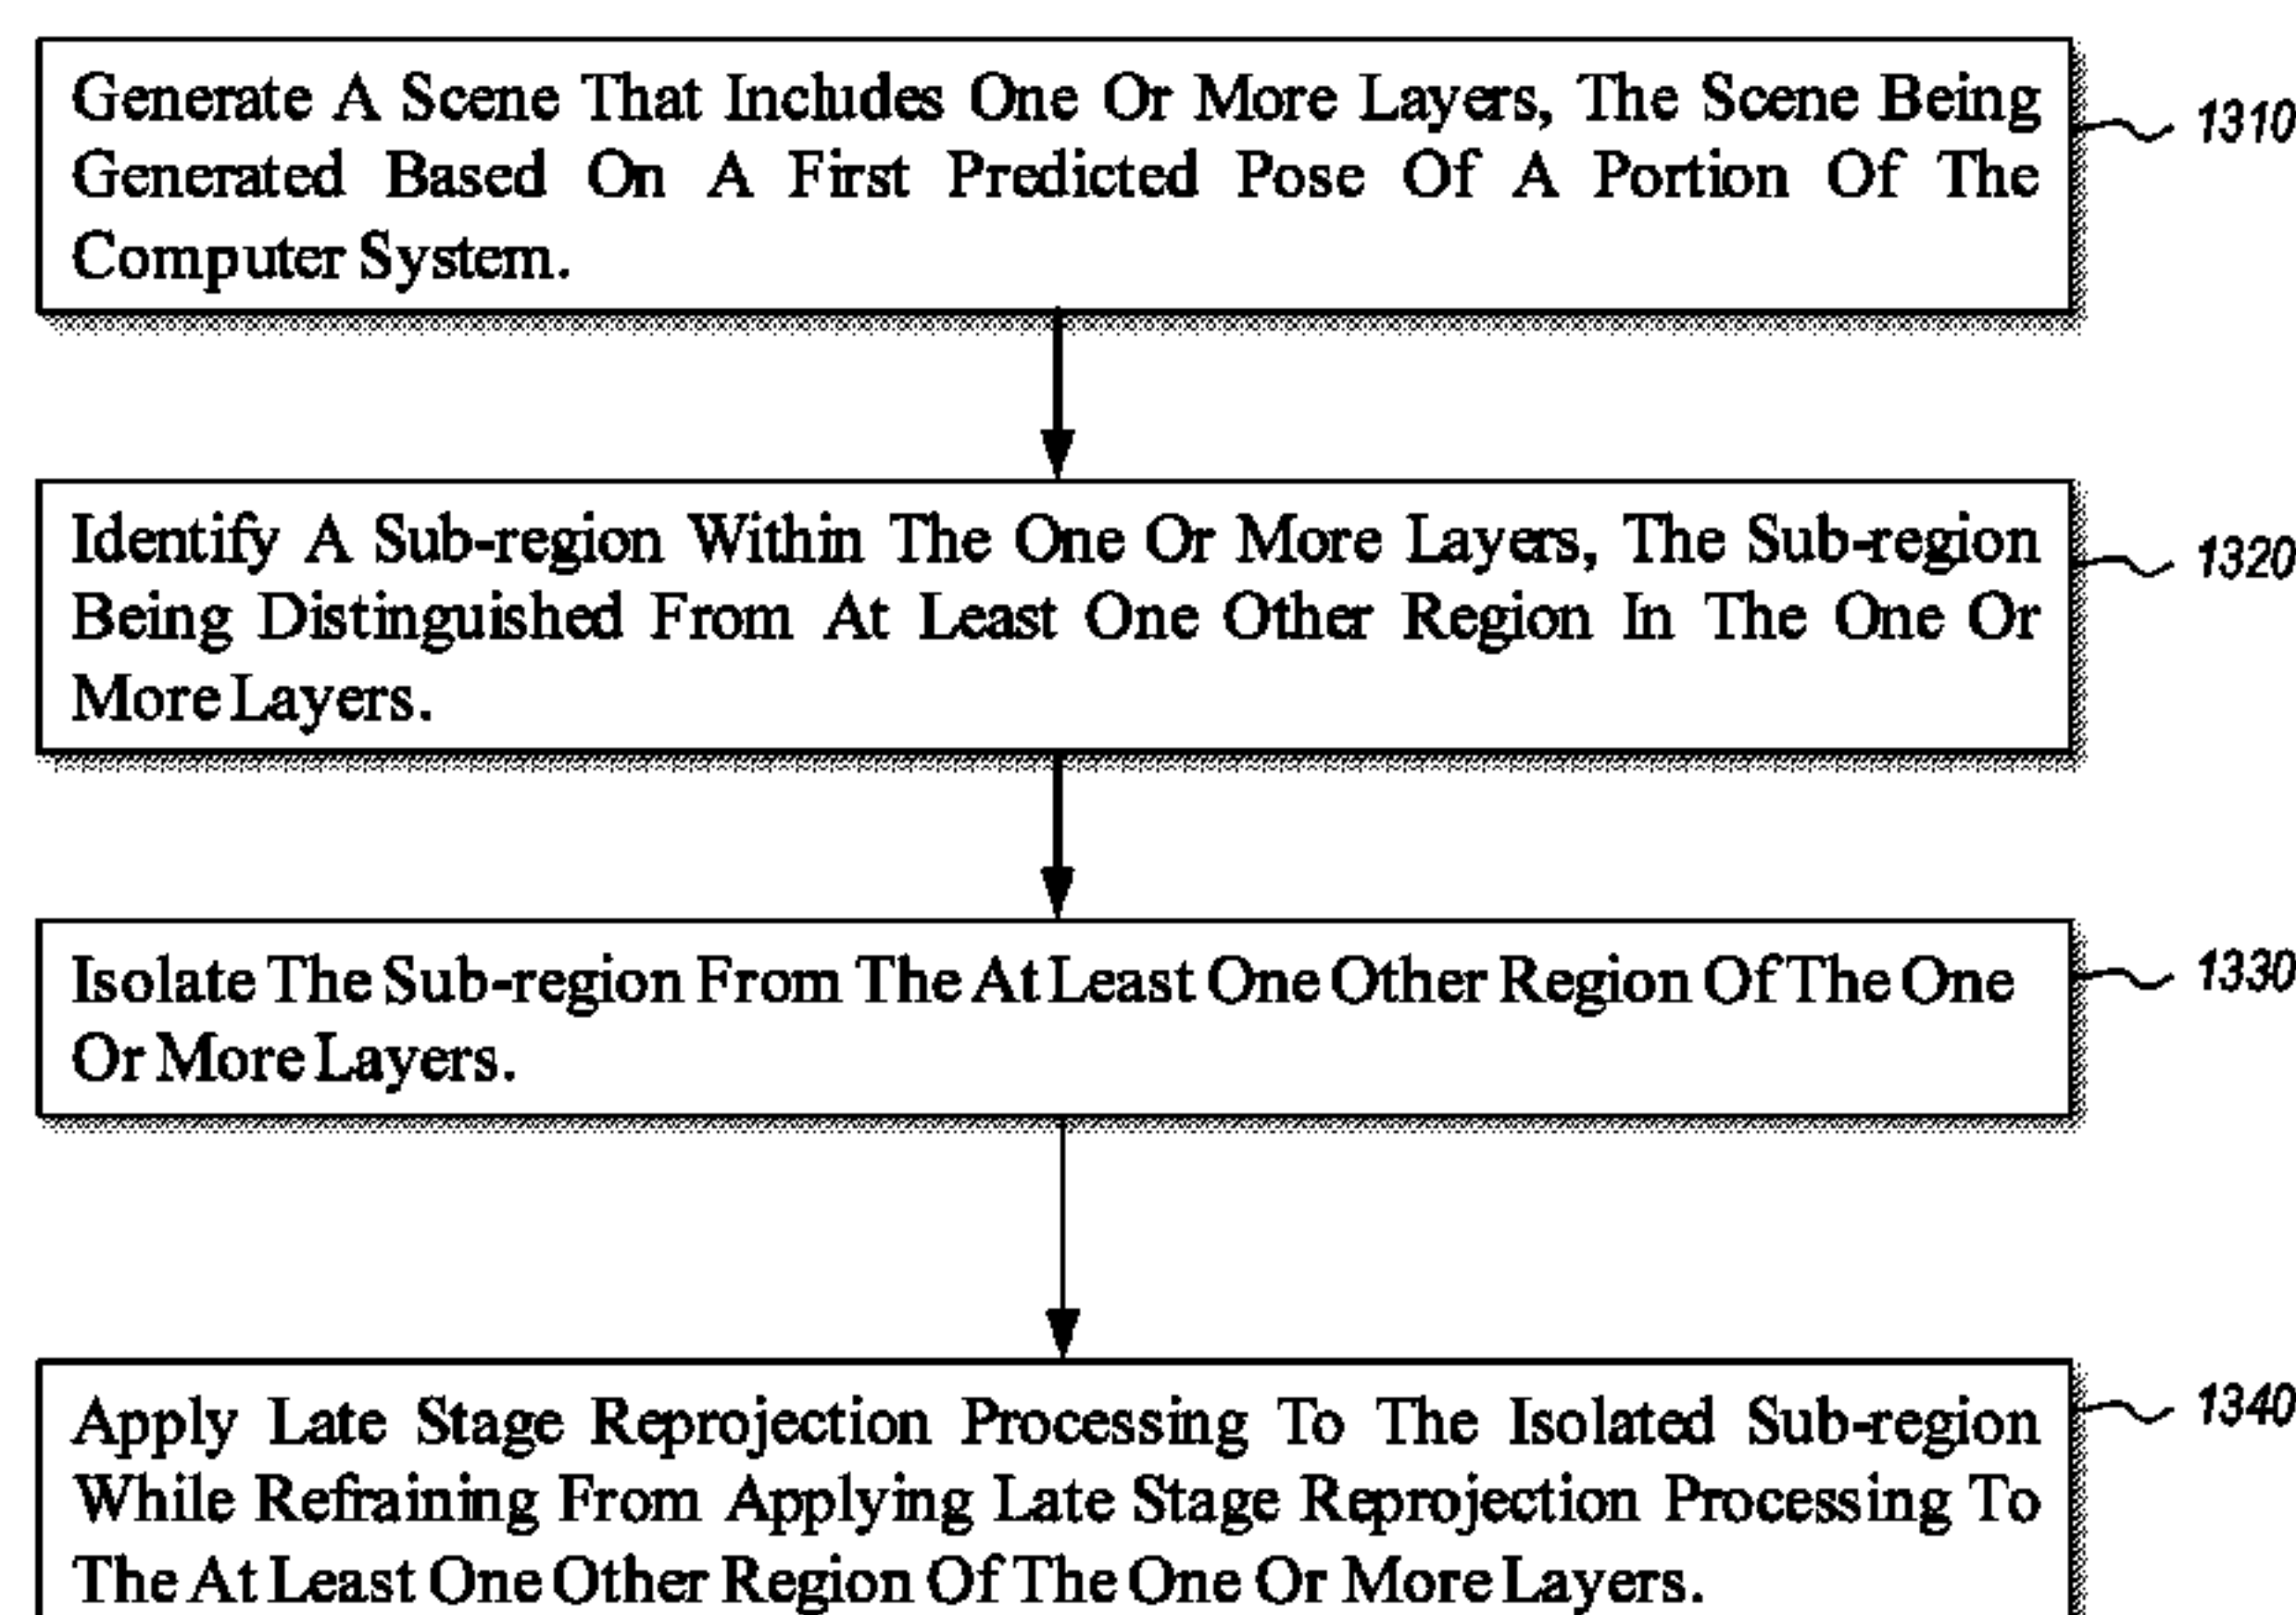 Generate A Scene That Includes One Or More Layers, The Scene Being
Generated Based On A First Predicted Pose Of A Portion Of The
Computer System.
1310
Identify A Sub-region Within The One Or More Layers, The Sub-region
Being Distinguished From At Least One Other Region In The One Or
More Layers.
1320
Isolate The Sub-region From The At Least One Other Region Of The One
Or More Layers.
1330
Apply Late Stage Reprojection Processing To The Isolated Sub-region
While Refraining From Applying Late Stage Reprojection Processing To
The At Least One Other Region Of The One Or More Layers.
1340